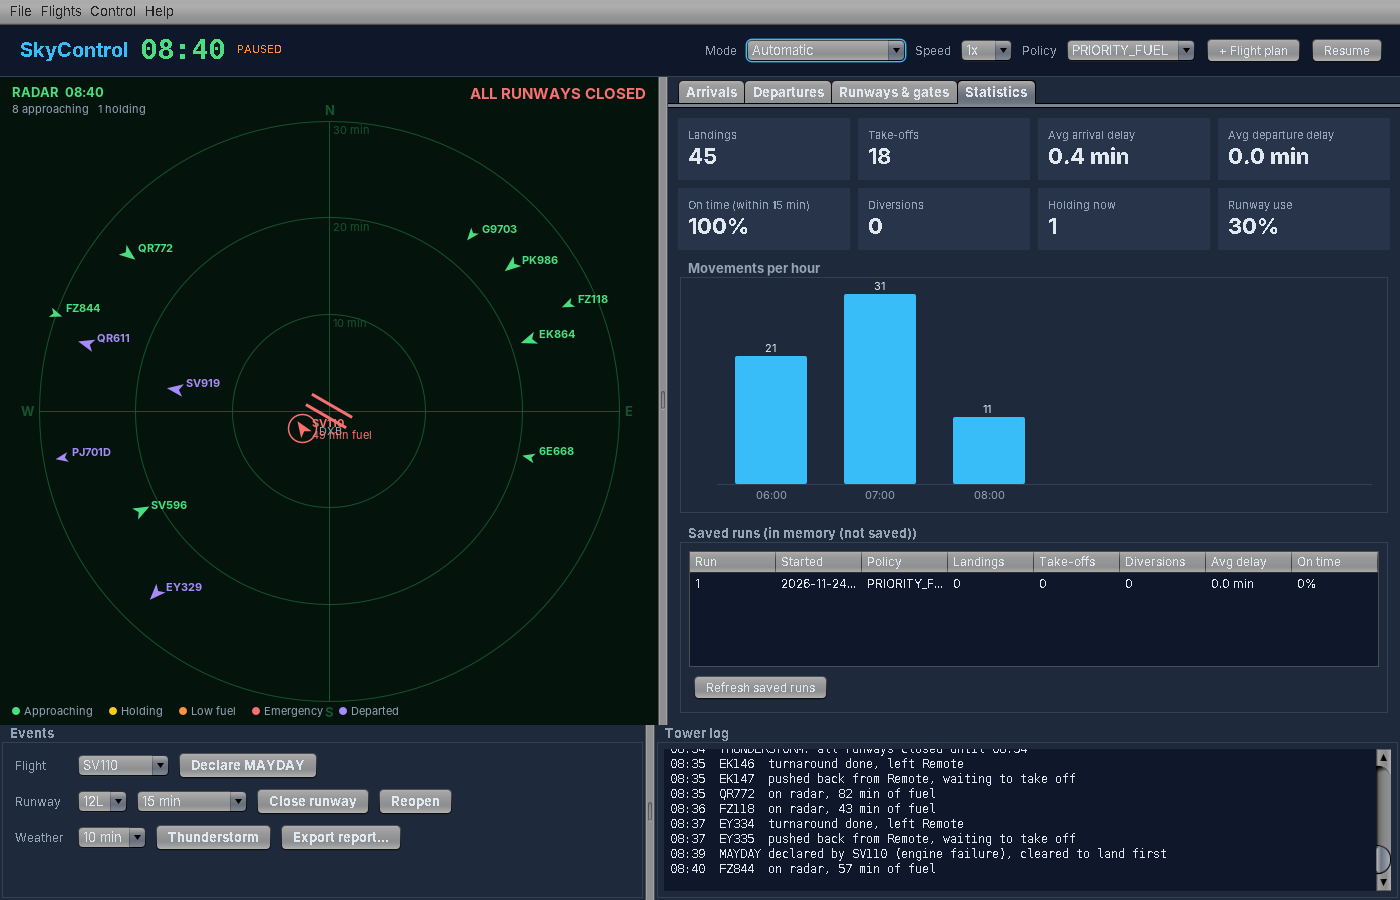 File Flights Control Help
SkyControl 08:40 PAUSED
Mode Automatic Speed 1x Policy PRIORITY_FUEL + Flight plan Resume
RADAR 08:40
8 approaching 1 holding
ALL RUNWAYS CLOSED
N
30 min
20 min
10 min
W
E
S
G9703
QR772
PK986
FZ844
FZ118
QR611
EK864
SV919
SV110
DXB
49 min fuel
PJ701D
6E668
SV596
EY329
Approaching Holding Low fuel Emergency Departed
Arrivals Departures Runways & gates Statistics
Landings
45
Take-offs
18
Avg arrival delay
0.4 min
Avg departure delay
0.0 min
On time (within 15 min)
100%
Diversions
0
Holding now
1
Runway use
30%
Movements per hour
21
31
11
06:00 07:00 08:00
Saved runs (in memory (not saved))
Run Started Policy Landings Take-offs Diversions Avg delay On time
1 2026-11-24... PRIORITY_F... 0 0 0 0.0 min 0%
Refresh saved runs
Events
Flight SV110 Declare MAYDAY
Runway 12L 15 min Close runway Reopen
Weather 10 min Thunderstorm Export report...
Tower log
08:34 THUNDERSTORM: all runways closed until 08:54
08:35 EK146 turnaround done, left Remote
08:35 EK147 pushed back from Remote, waiting to take off
08:35 QR772 on radar, 82 min of fuel
08:36 FZ118 on radar, 43 min of fuel
08:37 EY334 turnaround done, left Remote
08:37 EY335 pushed back from Remote, waiting to take off
08:39 MAYDAY declared by SV110 (engine failure), cleared to land first
08:40 FZ844 on radar, 57 min of fuel